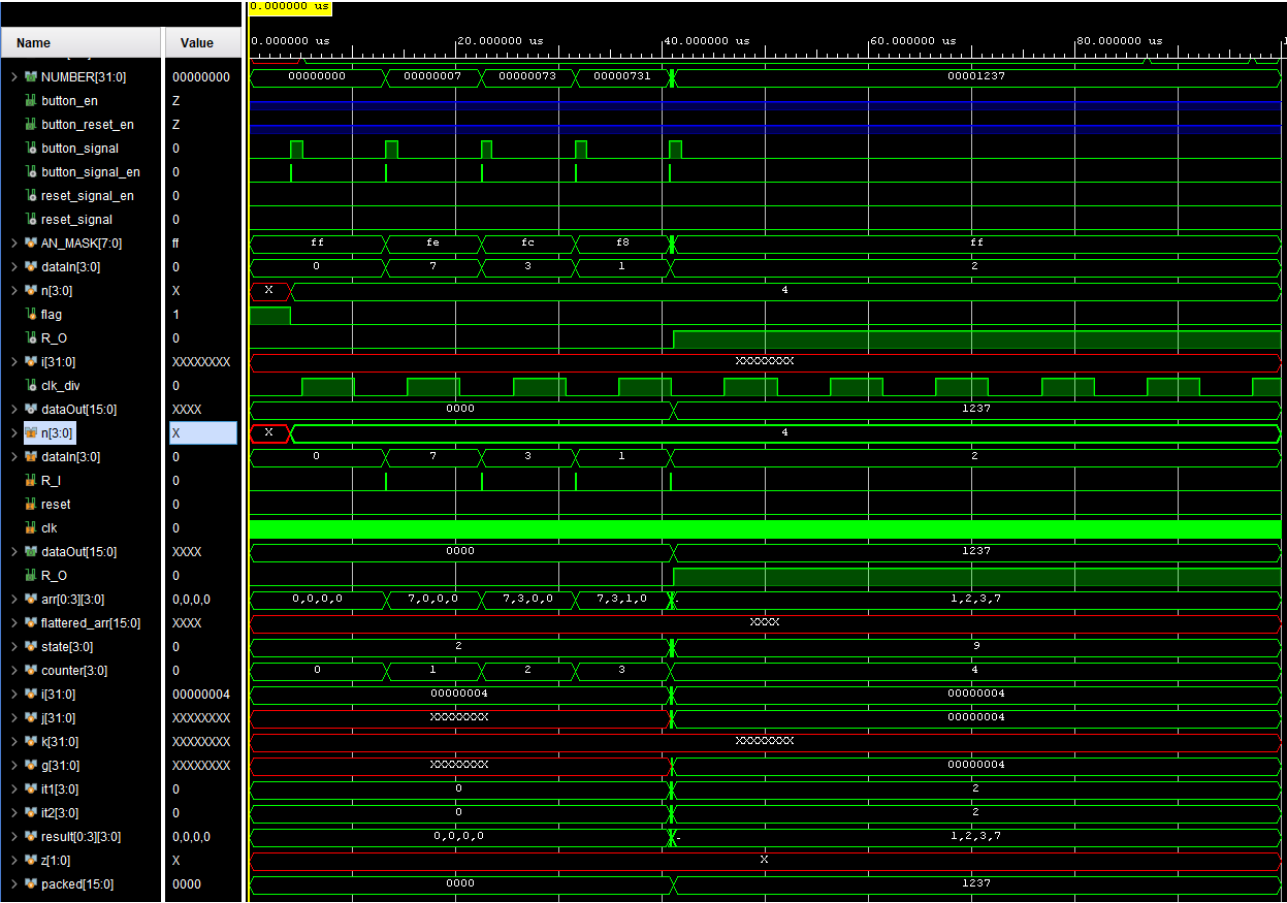 0.000000 us
Name Value 0.000000 us 20.000000 us 40.000000 us 60.000000 us 80.000000 us
NUMBER[31:0] 00000000 00000000 00000007 00000073 00000731 00001237
button_en Z
button_reset_en Z
button_signal 0
button_signal_en 0
reset_signal_en 0
reset_signal 0
AN_MASK[7:0] ff ff fe fc f8 ff
dataIn[3:0] 0 0 7 3 1 2
n[3:0] X X 4
flag 1
R_O 0
i[31:0] XXXXXXXX XXXXXXXX
clk_div 0
dataOut[15:0] XXXX 0000 1237
n[3:0] X X 4
dataIn[3:0] 0 0 7 3 1 2
R_I 0
reset 0
clk 0
dataOut[15:0] XXXX 0000 1237
R_O 0
arr[0:3][3:0] 0,0,0,0 0,0,0,0 7,0,0,0 7,3,0,0 7,3,1,0 . 1,2,3,7
flattered_arr[15:0] XXXX XXXX
state[3:0] 0 2 9
counter[3:0] 0 0 1 2 3 4
i[31:0] 00000004 00000004 00000004
j[31:0] XXXXXXXX XXXXXXXX 00000004
k[31:0] XXXXXXXX XXXXXXXX
g[31:0] XXXXXXXX XXXXXXXX 00000004
it1[3:0] 0 0 2
it2[3:0] 0 0 2
result[0:3][3:0] 0,0,0,0 0,0,0,0 . 1,2,3,7
z[1:0] X X
packed[15:0] 0000 0000 1237